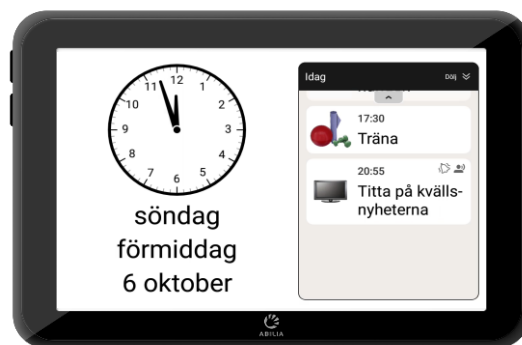 12
1
2
3
4
5
6
7
8
9
10
11
söndag
förmiddag
6 oktober
Idag
Dölj
17:30
Träna
20:55
Titta på kvälls-
nyheterna
ABILIA